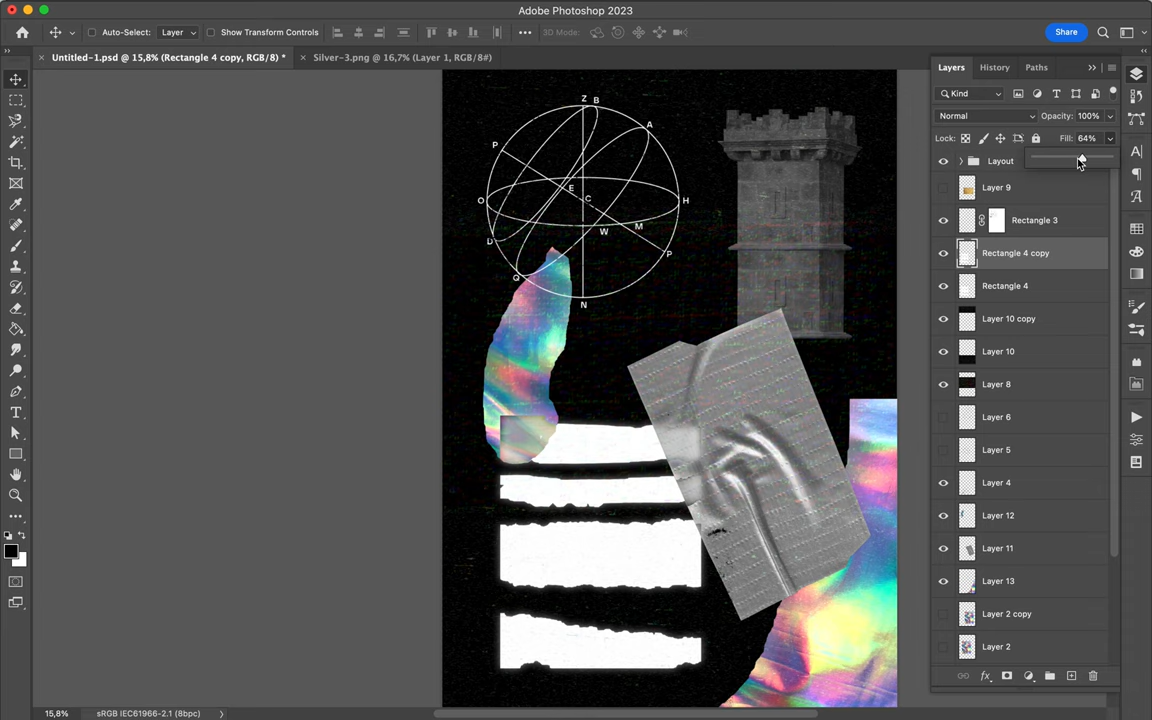 Adobe Photoshop 2023
Auto-Select: Layer Show Transform Controls 3D Mode: Share
Untitled-1.psd @ 15,8% (Rectangle 4 copy, RGB/8) * Silver-3.png @ 16,7% (Layer 1, RGB/8#)
Layers History Paths
Kind
Normal Opacity: 100%
Lock: Fill: 64%
Layout
Layer 9
Rectangle 3
Rectangle 4 copy
Rectangle 4
Layer 10 copy
Layer 10
Layer 8
Layer 6
Layer 5
Layer 4
Layer 12
Layer 11
Layer 13
Layer 2 copy
Layer 2
Z B
A
P
E
C
O H
M
W
D
P
Q
N
15,8% sRGB IEC61966-2.1 (8bpc)